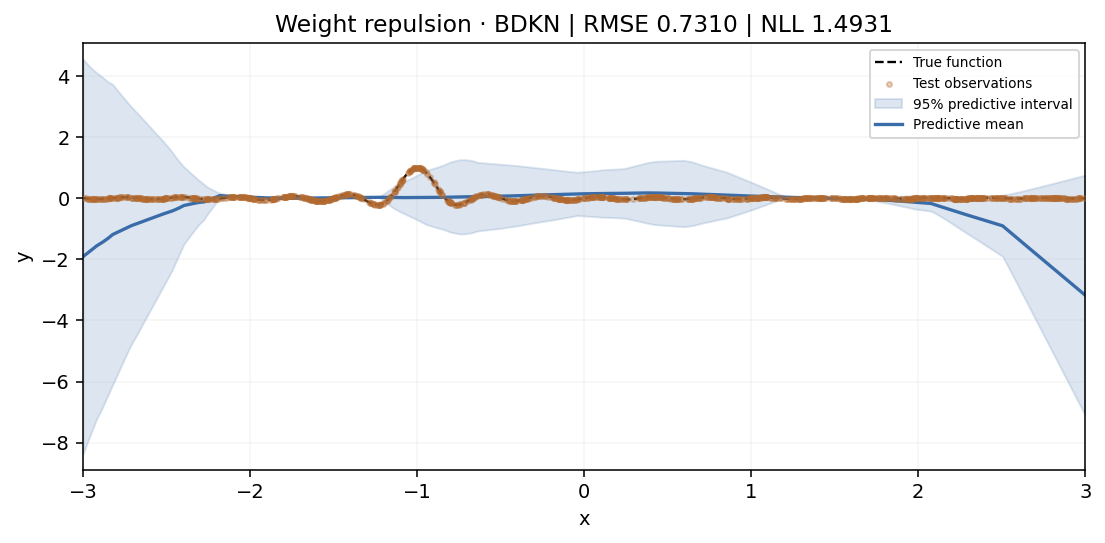 Weight repulsion · BDKN | RMSE 0.7310 | NLL 1.4931
True function
Test observations
95% predictive interval
Predictive mean
y
4
2
0
−2
−4
−6
−8
−3
−2
−1
0
1
2
3
x